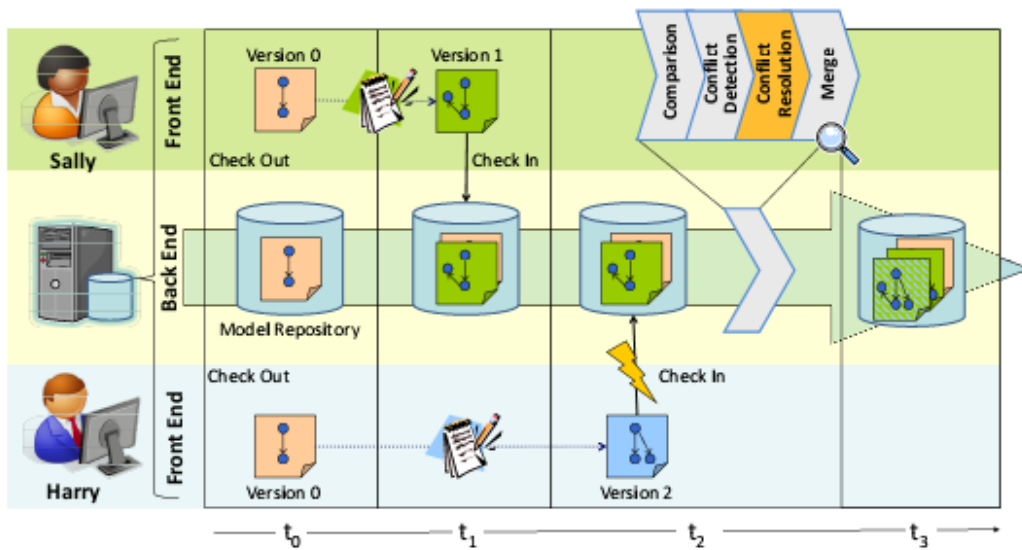 Version 0
Version 1
Comparison
Conflict
Detection
Conflict
Resolution
Merge
Front End
Sally
Check Out
Check In
Back End
Model Repository
Check Out
Check In
Front End
Harry
Version 0
Version 2
t0
t1
t2
t3